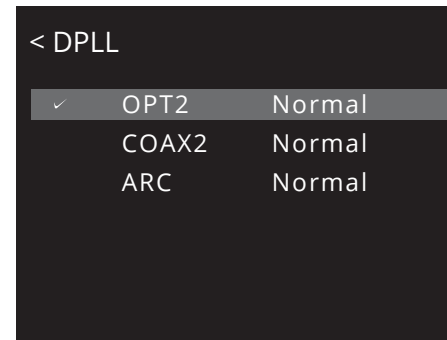 < DPLL
✓ OPT2 Normal
COAX2 Normal
ARC Normal